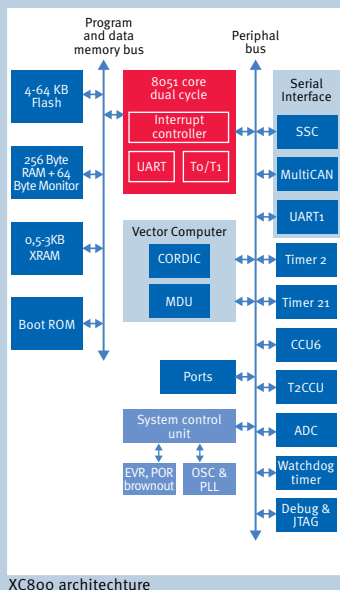 Program
and data
memory bus
Periphal
bus
4-64 KB
Flash
256 Byte
RAM + 64
Byte Monitor
0,5-3KB
XRAM
Boot ROM
8051 core
dual cycle
Interrupt
controller
UART
T0/T1
Vector Computer
CORDIC
MDU
Ports
System control
unit
EVR, POR
brownout
OSC &
PLL
Serial
Interface
SSC
MultiCAN
UART1
Timer 2
Timer 21
CCU6
T2CCU
ADC
Watchdog
timer
Debug &
JTAG
XC800 architechture